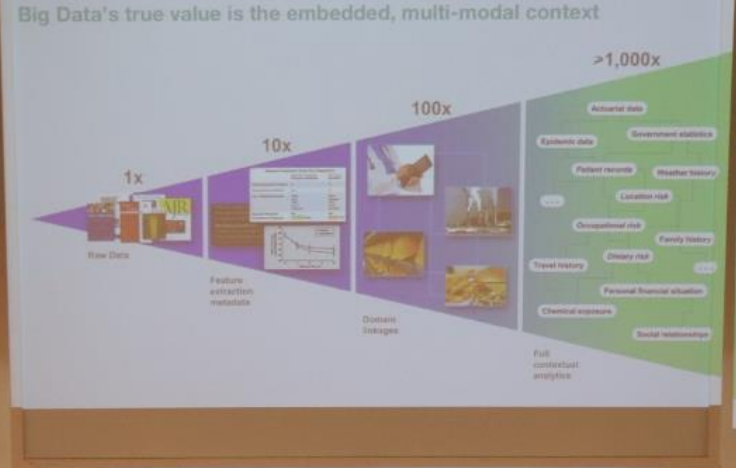 Big Data's true value is the embedded, multi-modal context
>1,000x
100x
10x
1x
Actuarial data
Government statistics
Epidemic data
Patient records
Weather history
...
Location risk
Occupational risk
Family history
Dietary risk
Travel history
...
Personal financial situation
Chemical exposure
Social relationships
AJR
Raw Data
Feature
extraction
metadata
Domain
linkages
Full
contextual
analytics